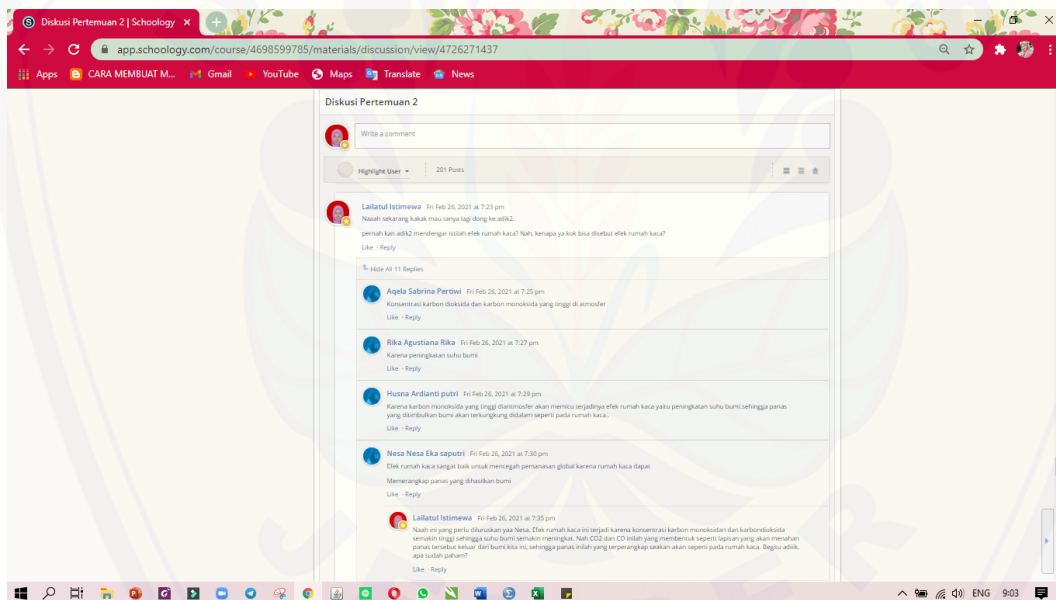 Diskusi Pertemuan 2 | Schoology
app.schoology.com/course/4698599785/materials/discussion/view/4726271437
Apps CARA MEMBUAT M... Gmail YouTube Maps Translate News
Diskusi Pertemuan 2
Write a comment
Highlight User 201 Posts
Lailatul Istimewa Fri Feb 26, 2021 at 7:23 pm
Naaah sekarang kakak mau tanya lagi dong ke adik2.
pernah kan adik2 mendengar istilah efek rumah kaca? Nah, kenapa ya kok bisa disebut efek rumah kaca?
Like · Reply
Hide All 11 Replies
Aqela Sabrina Pertiwi Fri Feb 26, 2021 at 7:25 pm
Konsentrasi karbon dioksida dan karbon monoksida yang tinggi di atmosfer
Like · Reply
Rika Agustiana Rika Fri Feb 26, 2021 at 7:27 pm
Karena peningkatan suhu bumi
Like · Reply
Husna Ardianti putri Fri Feb 26, 2021 at 7:29 pm
Karena karbon monoksida yang tinggi diantmosfer akan memicu terjadinya efek rumah kaca yaitu peningkatan suhu bumi.sehingga panas
yang ditimbulkan bumi akan terkungkung didalam seperti pada rumah kaca..
Like · Reply
Nesa Nesa Eka saputri Fri Feb 26, 2021 at 7:30 pm
Efek rumah kaca sangat baik untuk mencegah pemanasan global karena rumah kaca dapat
Memerangkap panas yang dihasilkan bumi
Like · Reply
Lailatul Istimewa Fri Feb 26, 2021 at 7:35 pm
Naah ini yang perlu diluruskan yaa Nesa. Efek rumah kaca ini terjadi karena konsentrasi karbon monoksidan dan karbondioksida
semakin tinggi sehingga suhu bumi semakin meningkat. Nah CO2 dan CO inilah yang membentuk seperti lapisan yang akan menahan
panas tersebut keluar dari bumi kita ini, sehingga panas inilah yang terperangkap seakan-akan seperti pada rumah kaca. Begitu adiik.
apa sudah paham?
Like · Reply
ENG 9:03